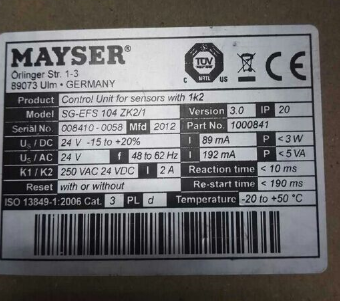 MAYSER®
Örlinger Str. 1-3
89073 Ulm • GERMANY
TÜV
C MTL US
CE
Product Control Unit for sensors with 1k2
Model SG-EFS 104 ZK2/1 Version 3.0 IP 20
Serial No. 006410 - 0058 Mfd 2012 Part No. 1000841
Us / DC 24 V -15 to +20% I 89 mA P < 3 W
Us / AC 24 V f 48 to 62 Hz I 192 mA P < 5 VA
K1 / K2 250 VAC 24 VDC I 2 A Reaction time < 10 ms
Reset with or without Re-start time < 190 ms
ISO 13849-1:2006 Cat. 3 PL d Temperature -20 to +50 °C